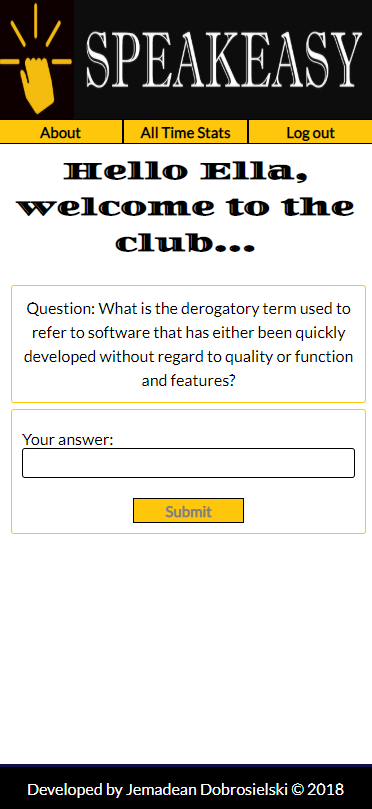 SPEAKEASY
About All Time Stats Log out
Hello Ella,
welcome to the
club...
Question: What is the derogatory term used to
refer to software that has either been quickly
developed without regard to quality or function
and features?
Your answer:
Submit
Developed by Jemadean Dobrosielski © 2018